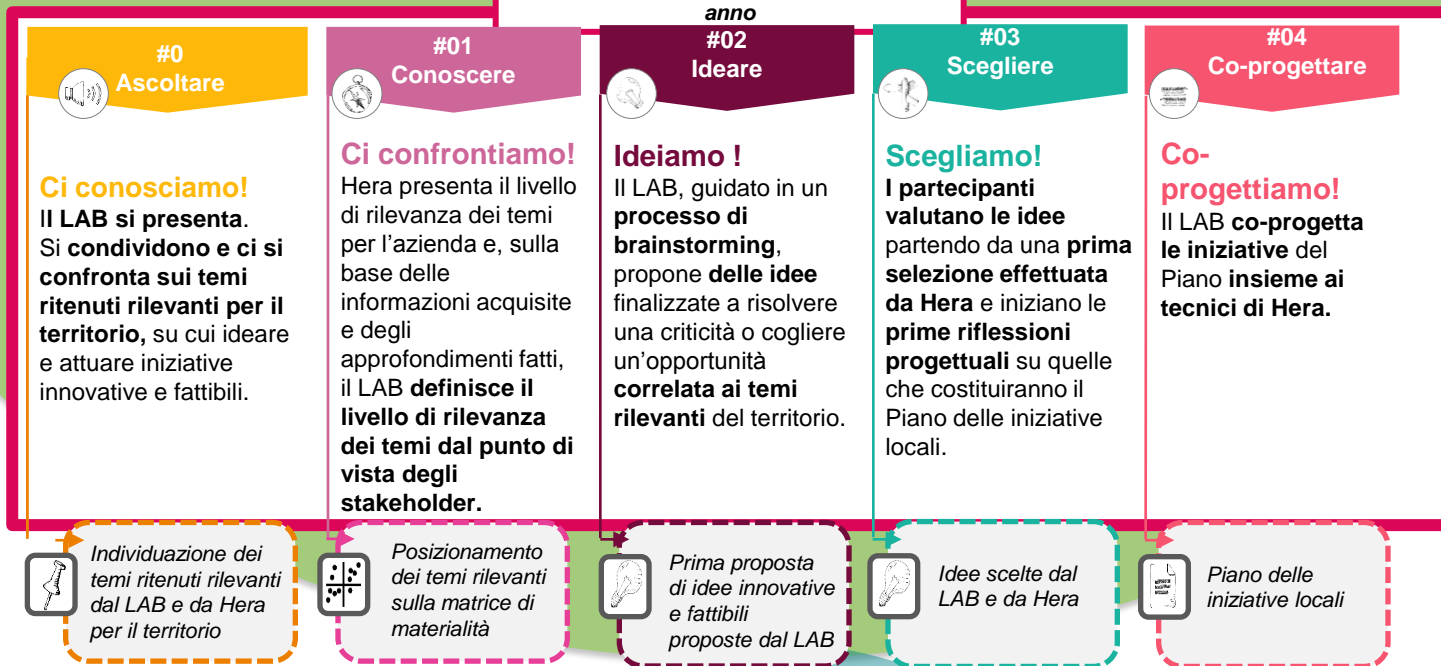 anno
#0
Ascoltare
#01
Conoscere
#02
Ideare
#03
Scegliere
#04
Co-progettare
Ci conosciamo!
Il LAB si presenta.
Si condividono e ci si
confronta sui temi
ritenuti rilevanti per il
territorio, su cui ideare
e attuare iniziative
innovative e fattibili.
Ci confrontiamo!
Hera presenta il livello
di rilevanza dei temi
per l'azienda e, sulla
base delle
informazioni acquisite
e degli
approfondimenti fatti,
il LAB definisce il
livello di rilevanza
dei temi dal punto di
vista degli
stakeholder.
Ideiamo !
Il LAB, guidato in un
processo di
brainstorming,
propone delle idee
finalizzate a risolvere
una criticità o cogliere
un'opportunità
correlata ai temi
rilevanti del territorio.
Scegliamo!
I partecipanti
valutano le idee
partendo da una prima
selezione effettuata
da Hera e iniziano le
prime riflessioni
progettuali su quelle
che costituiranno il
Piano delle iniziative
locali.
Co-
progettiamo!
Il LAB co-progetta
le iniziative del
Piano insieme ai
tecnici di Hera.
Individuazione dei
temi ritenuti rilevanti
dal LAB e da Hera
per il territorio
Posizionamento
dei temi rilevanti
sulla matrice di
materialità
Prima proposta
di idee innovative
e fattibili
proposte dal LAB
Idee scelte dal
LAB e da Hera
Piano delle
iniziative locali